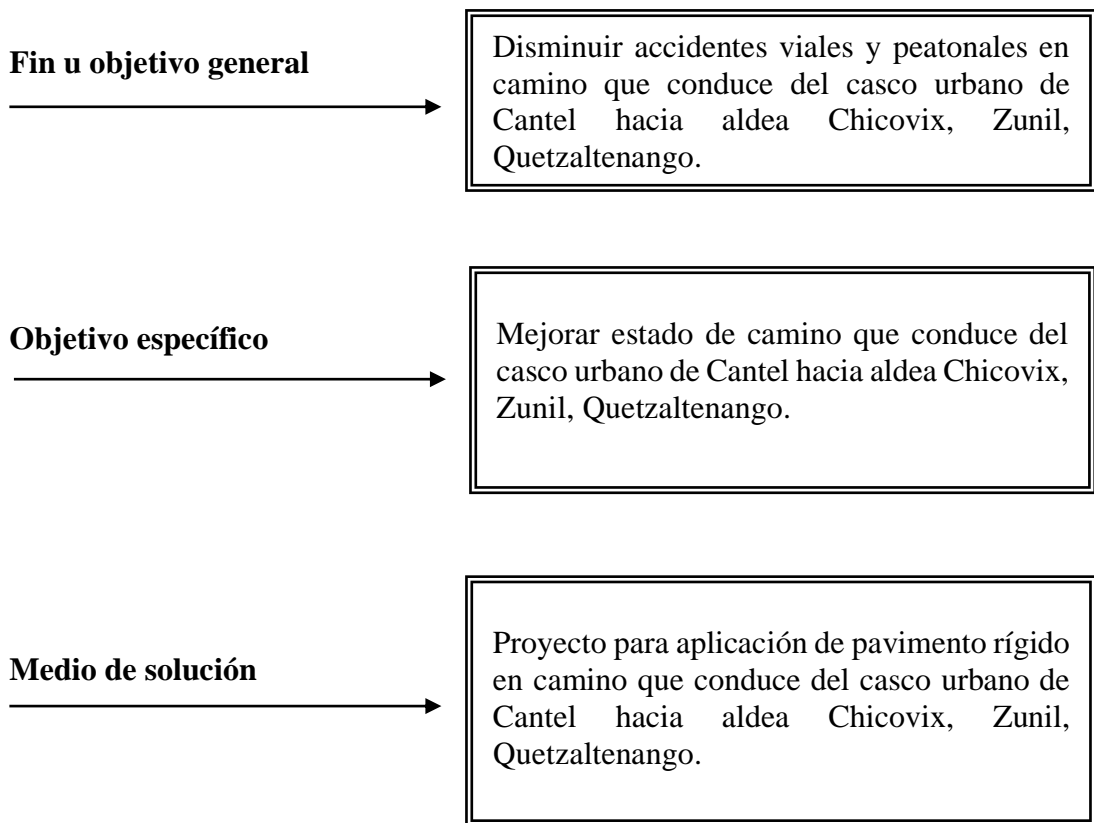 Fin u objetivo general
Disminuir accidentes viales y peatonales en
camino que conduce del casco urbano de
Cantel hacia aldea Chicovix, Zunil,
Quetzaltenango.
Objetivo específico
Mejorar estado de camino que conduce del
casco urbano de Cantel hacia aldea Chicovix,
Zunil, Quetzaltenango.
Medio de solución
Proyecto para aplicación de pavimento rígido
en camino que conduce del casco urbano de
Cantel hacia aldea Chicovix, Zunil,
Quetzaltenango.